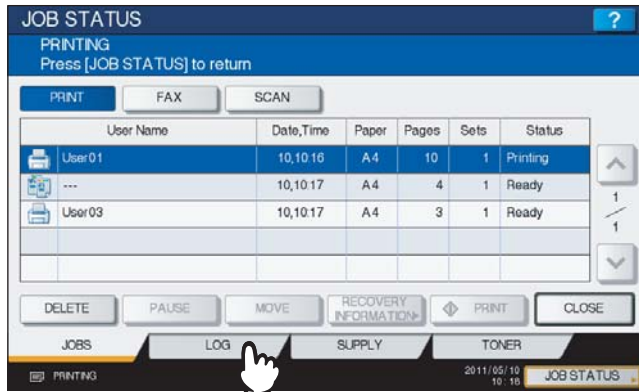 JOB STATUS
?
PRINTING
Press [JOB STATUS] to return
PRINT FAX SCAN
User Name Date,Time Paper Pages Sets Status
User01 10,10:16 A4 10 1 Printing
--- 10,10:17 A4 4 1 Ready
User03 10,10:17 A4 3 1 Ready
1
1
DELETE PAUSE MOVE RECOVERY INFORMATION PRINT CLOSE
JOBS LOG SUPPLY TONER
PRINTING 2011/05/10
10:16 JOB STATUS